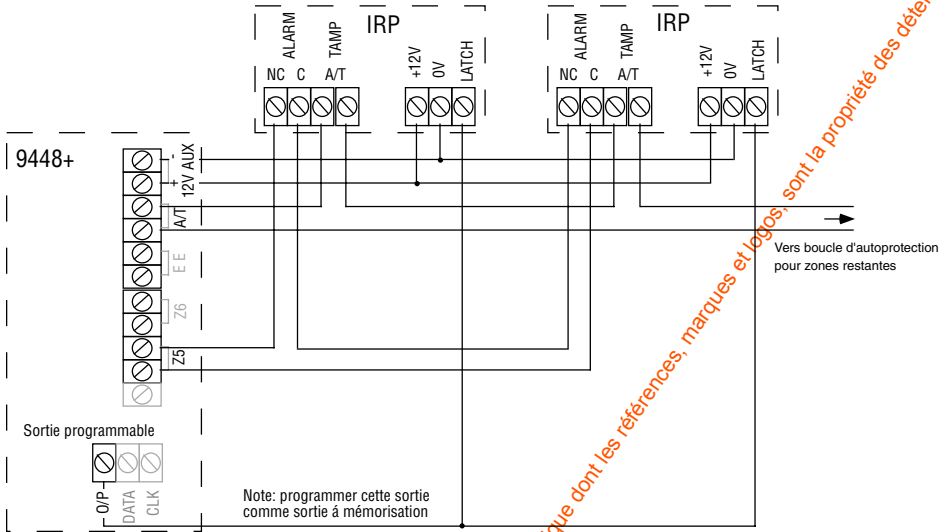 IRP
ALARM
TAMP
NC C A/T
+12V
0V
LATCH
IRP
ALARM
TAMP
NC C A/T
+12V
0V
LATCH
9448+
- +
12V AUX
A/T
E E
Z6
Z5
Vers boucle d'autoprotection
pour zones restantes
Sortie programmable
O/P
DATA
CLK
Note: programmer cette sortie
comme sortie á mémorisation
ique dont les références, marques et logos, sont la propriété des